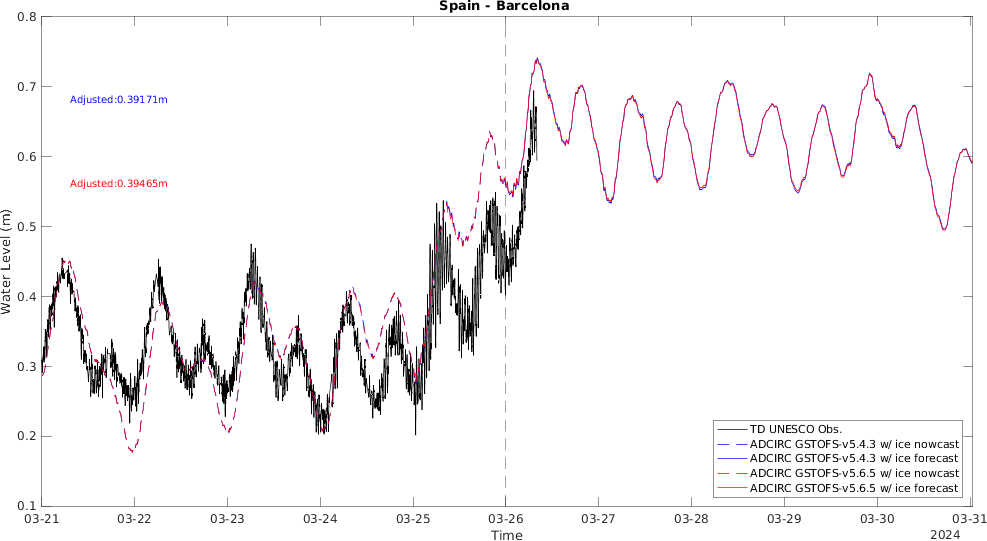 Spain - Barcelona
0.8
0.7
0.6
0.5
0.4
0.3
0.2
0.1
Water Level (m)
Adjusted:0.39171m
Adjusted:0.39465m
TD UNESCO Obs.
ADCIRC GSTOFS-v5.4.3 w/ ice nowcast
ADCIRC GSTOFS-v5.4.3 w/ ice forecast
ADCIRC GSTOFS-v5.6.5 w/ ice nowcast
ADCIRC GSTOFS-v5.6.5 w/ ice forecast
03-21 03-22 03-23 03-24 03-25 03-26 03-27 03-28 03-29 03-30 03-31
Time
2024